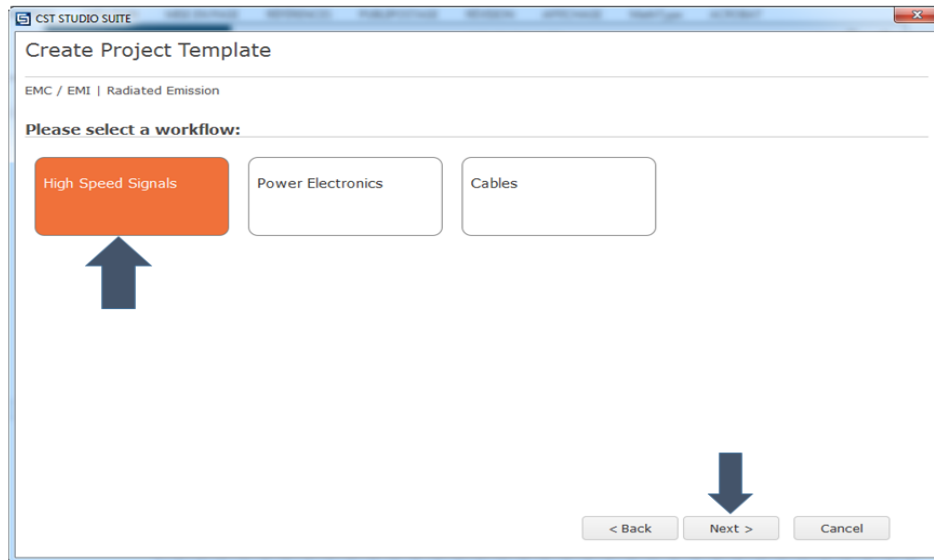 CST STUDIO SUITE
Create Project Template
EMC / EMI | Radiated Emission
Please select a workflow:
High Speed Signals
Power Electronics
Cables
< Back
Next >
Cancel